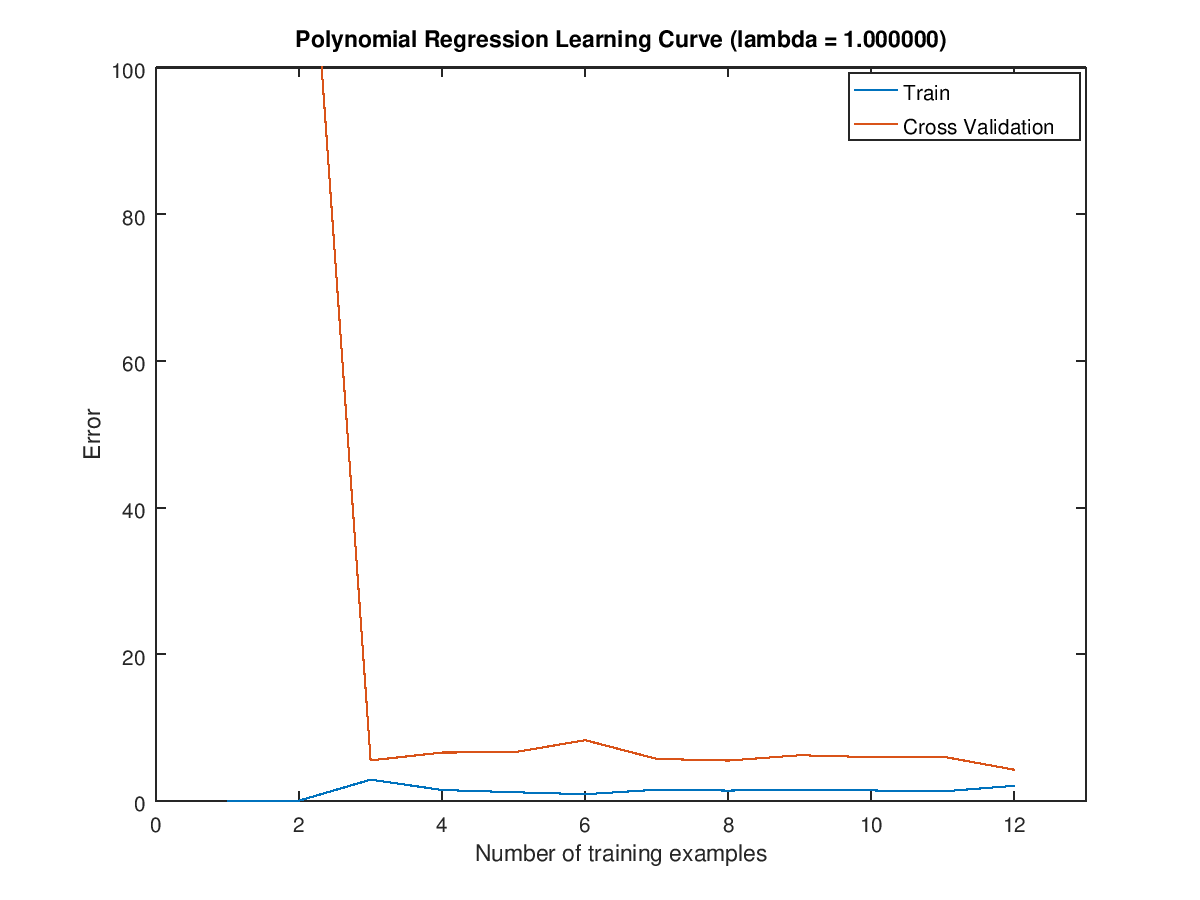 Polynomial Regression Learning Curve (lambda = 1.000000)
100
80
60
40
20
0
Error
Train
Cross Validation
0 2 4 6 8 10 12
Number of training examples